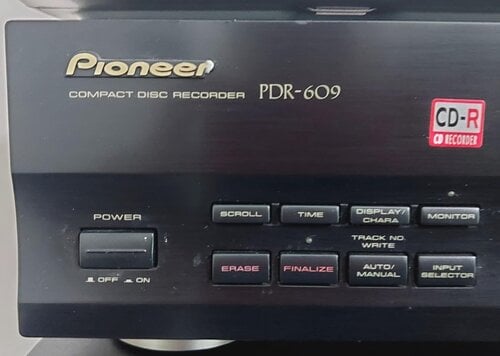 Pioneer
COMPACT DISC RECORDER PDR-609
CD-R
CD RECORDER
POWER
OFF ON
SCROLL TIME DISPLAY/CHARA MONITOR
TRACK NO. WRITE
ERASE FINALIZE AUTO/MANUAL INPUT SELECTOR